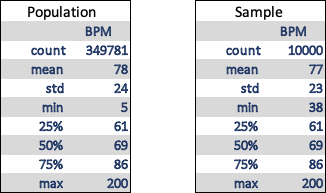 Population
BPM
count 349781
mean 78
std 24
min 5
25% 61
50% 69
75% 86
max 200
Sample
BPM
count 10000
mean 77
std 23
min 38
25% 61
50% 69
75% 86
max 200